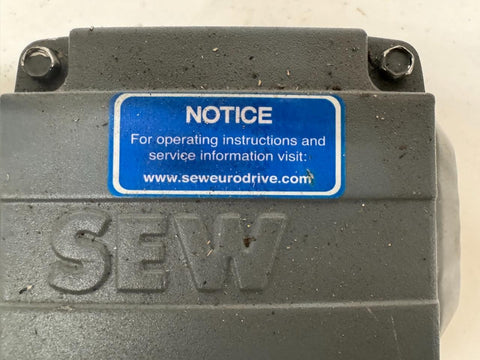 NOTICE
For operating instructions and
service information visit:
www.seweurodrive.com
SEW